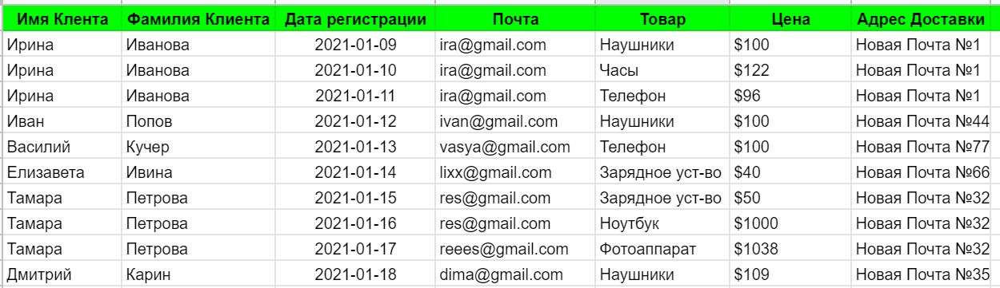 Имя Клента Фамилия Клиента Дата регистрации Почта Товар Цена Адрес Доставки
Ирина Иванова 2021-01-09 ira@gmail.com Наушники $100 Новая Почта №1
Ирина Иванова 2021-01-10 ira@gmail.com Часы $122 Новая Почта №1
Ирина Иванова 2021-01-11 ira@gmail.com Телефон $96 Новая Почта №1
Иван Попов 2021-01-12 ivan@gmail.com Наушники $100 Новая Почта №44
Василий Кучер 2021-01-13 vasya@gmail.com Телефон $100 Новая Почта №77
Елизавета Ивина 2021-01-14 lixx@gmail.com Зарядное уст-во $40 Новая Почта №66
Тамара Петрова 2021-01-15 res@gmail.com Зарядное уст-во $50 Новая Почта №32
Тамара Петрова 2021-01-16 res@gmail.com Ноутбук $1000 Новая Почта №32
Тамара Петрова 2021-01-17 reees@gmail.com Фотоаппарат $1038 Новая Почта №32
Дмитрий Карин 2021-01-18 dima@gmail.com Наушники $109 Новая Почта №35